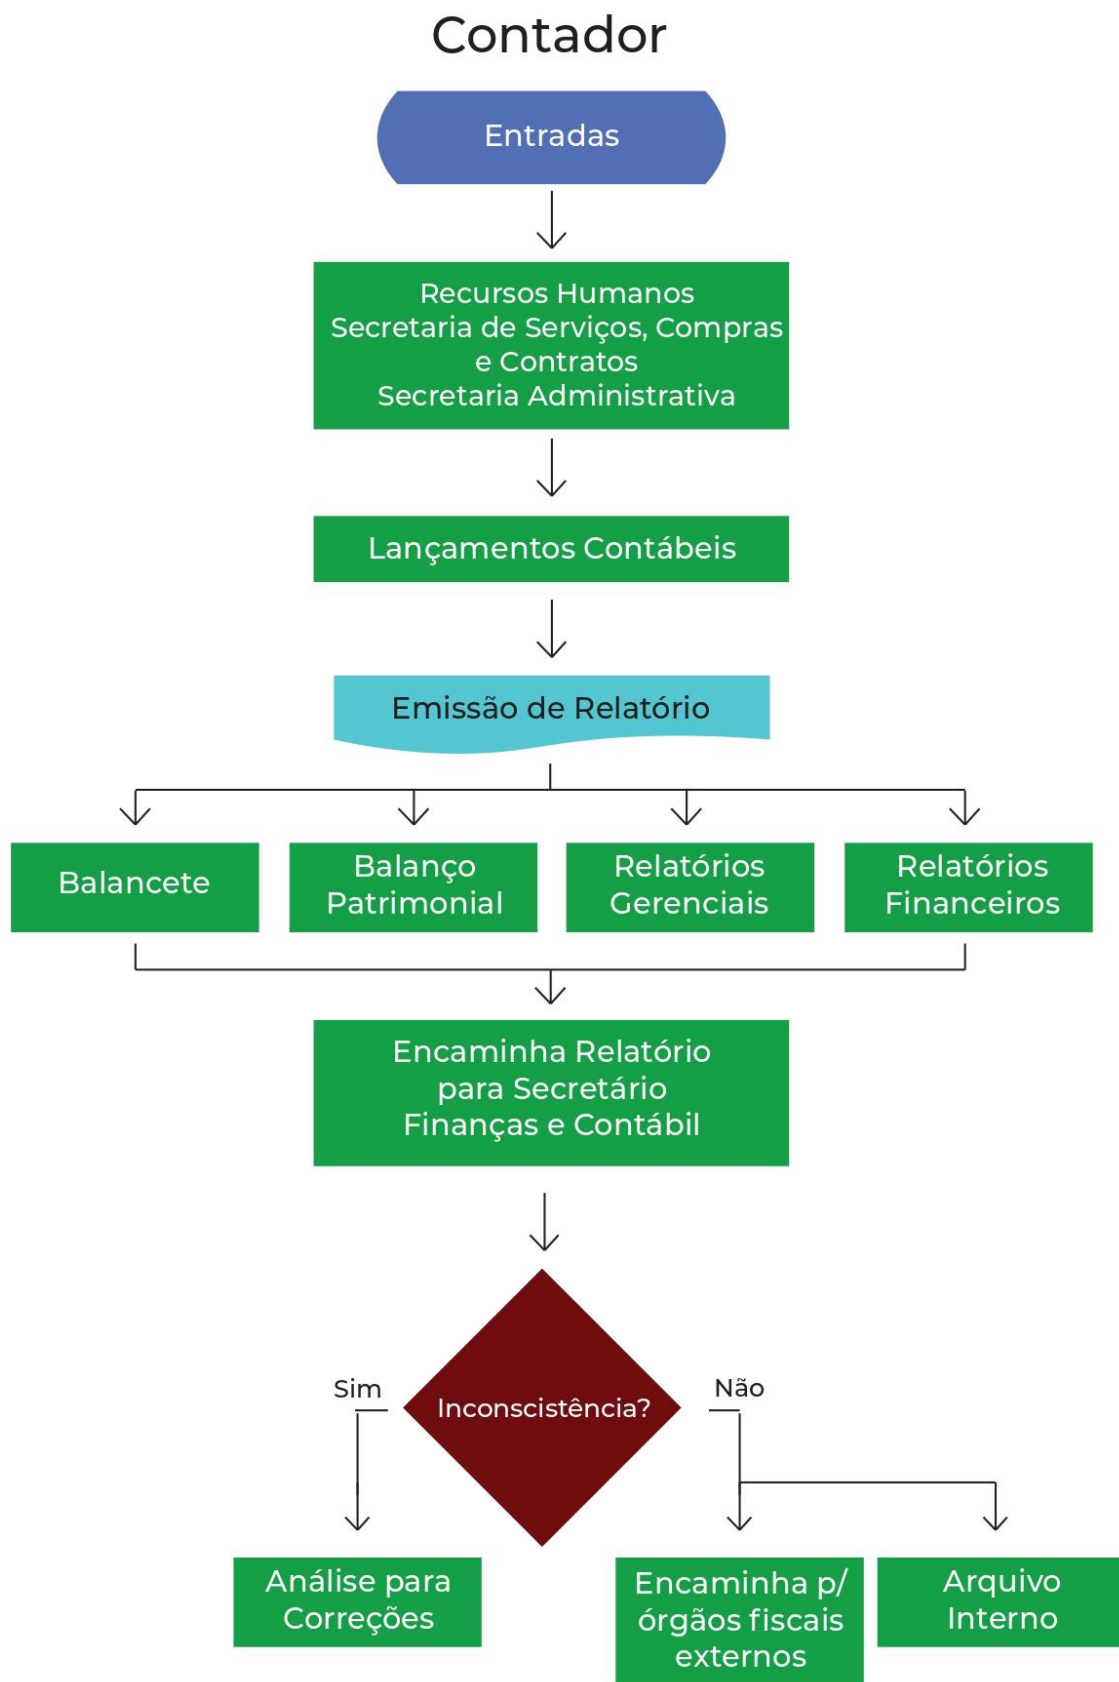 Contador
Entradas
Recursos Humanos
Secretaria de Serviços, Compras
e Contratos
Secretaria Administrativa
Lançamentos Contábeis
Emissão de Relatório
Balancete
Balanço
Patrimonial
Relatórios
Gerenciais
Relatórios
Financeiros
Encaminha Relatório
para Secretário
Finanças e Contábil
Sim
Inconscistência?
Não
Análise para
Correções
Encaminha p/
órgãos fiscais
externos
Arquivo
Interno